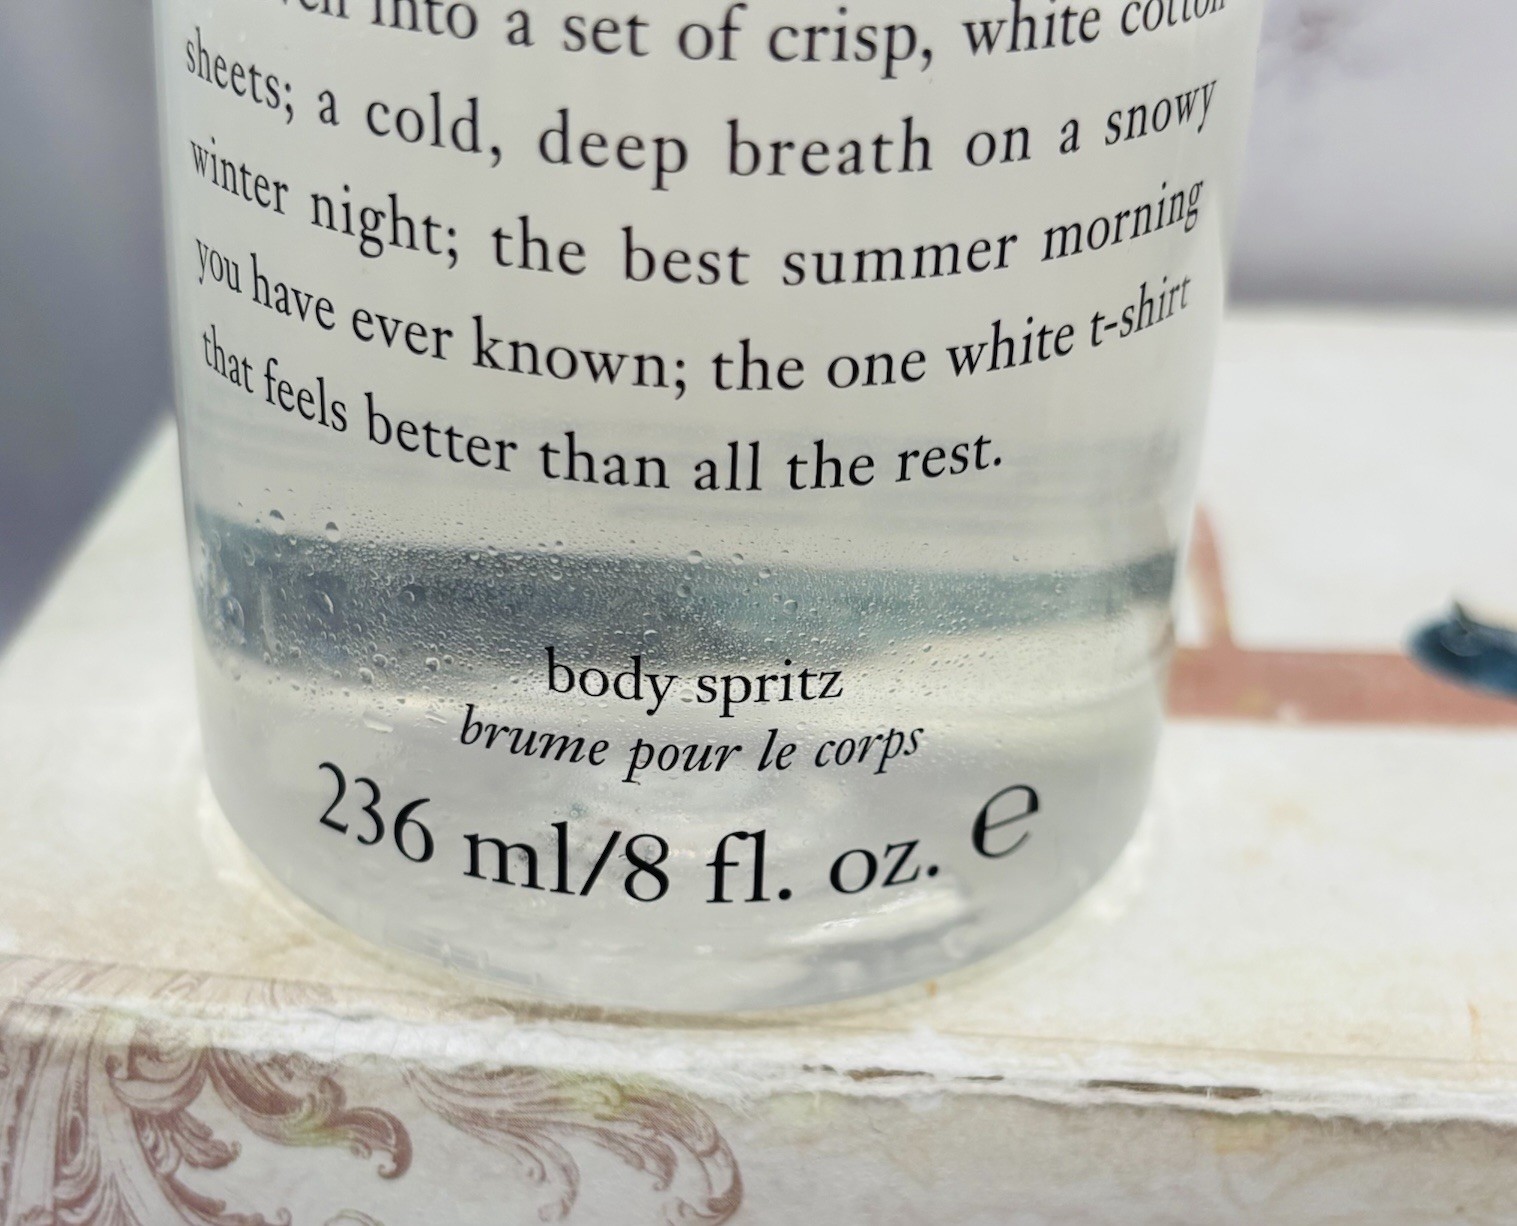 into a set of crisp, white cotton
sheets; a cold, deep breath on a snowy
winter night; the best summer morning
you have ever known; the one white t-shirt
that feels better than all the rest.
body spritz
brume pour le corps
236 ml/8 fl. oz. e